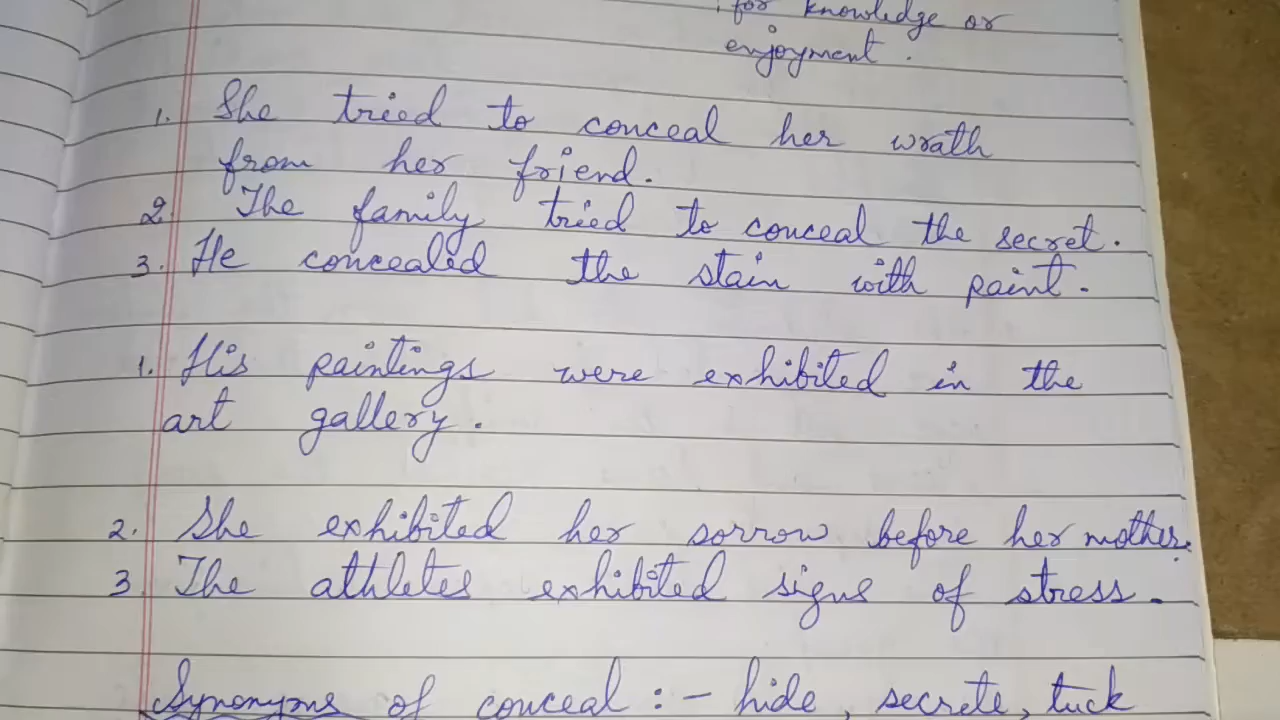 for knowledge or
enjoyment.
1. She tried to conceal her wrath
from her friend.
2. The family tried to conceal the secret.
3. He concealed the stain with paint.
1. His paintings were exhibited in the
art gallery.
2. She exhibited her sorrow before her mother.
3 The athletes exhibited signs of stress.
Synonyms of conceal :- hide, secrete, tuck